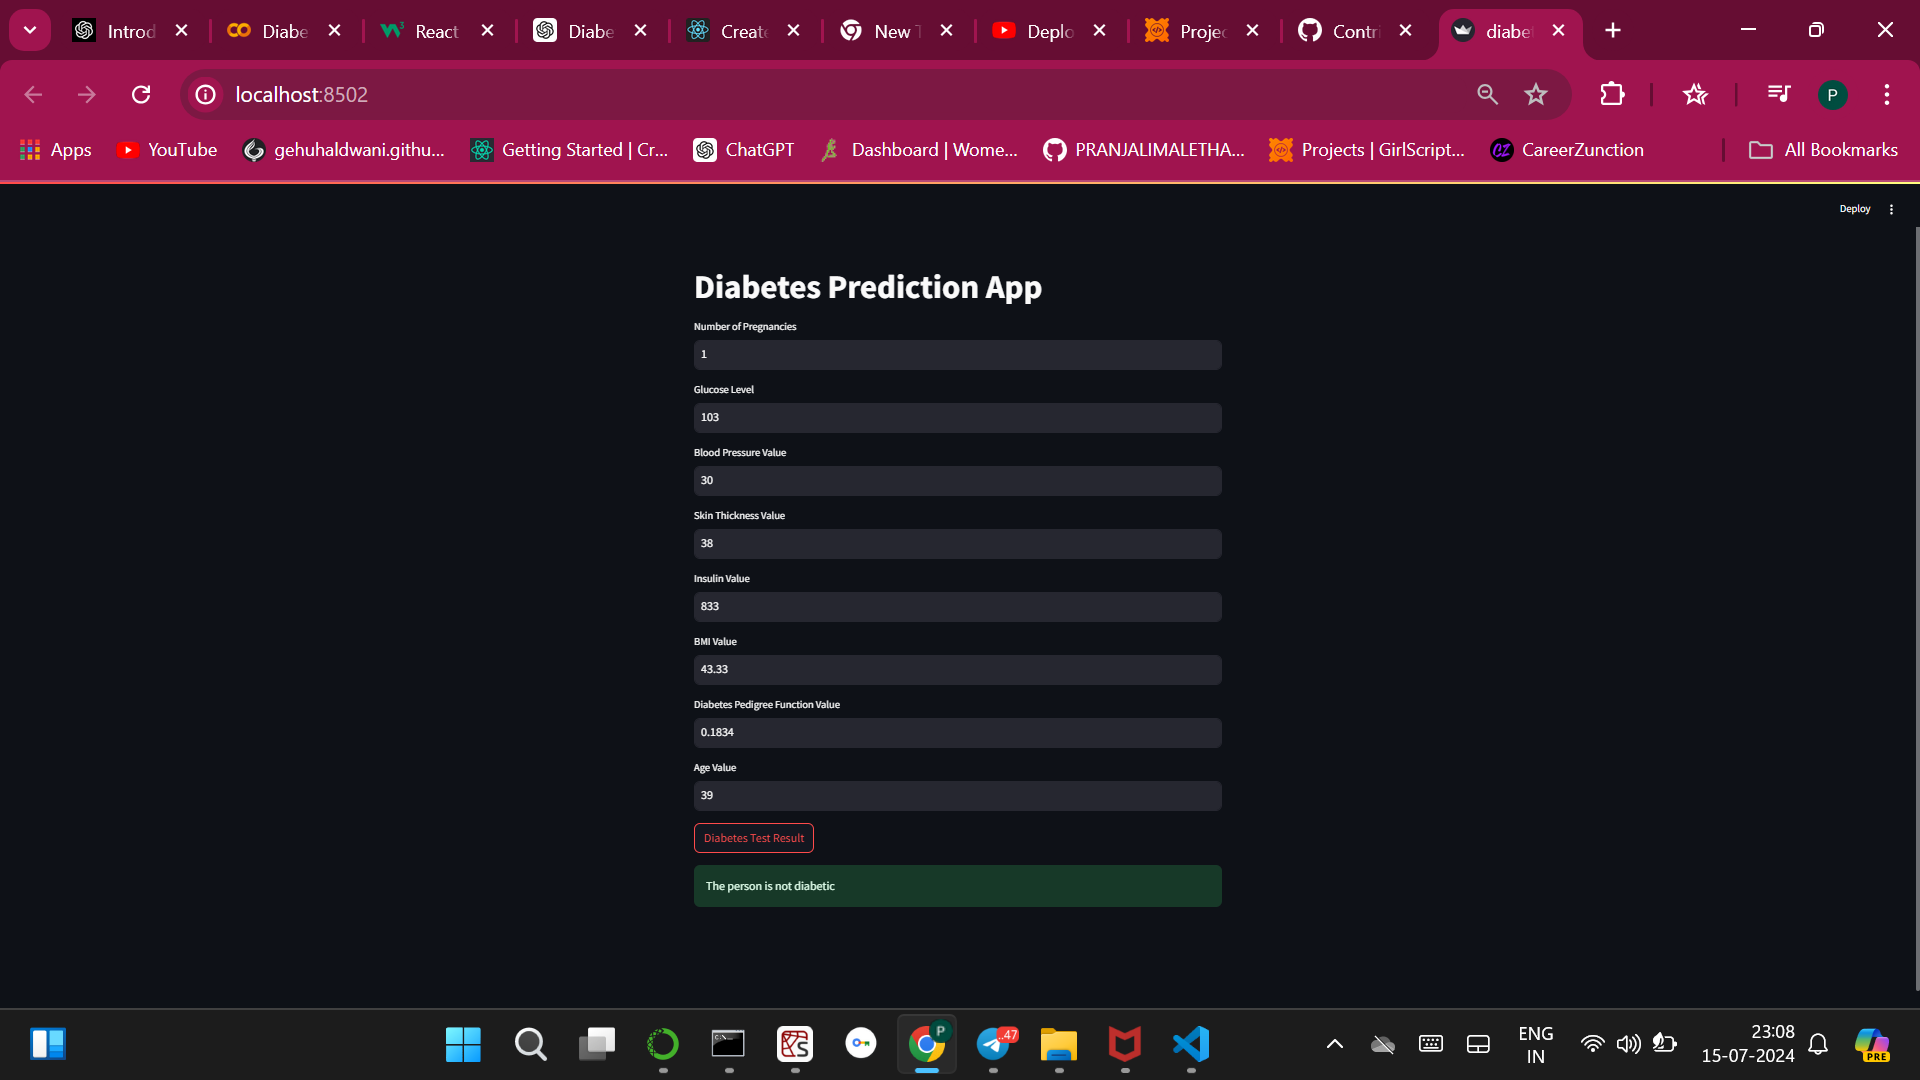 Introd
Diabe
React
Diabe
Create
New T
Deplo
Projec
Contri
diabet
localhost:8502
P
Apps
YouTube
gehuhaldwani.githu...
Getting Started | Cr...
ChatGPT
Dashboard | Wome...
PRANJALIMALETHA...
Projects | GirlScript...
CZ
CareerZunction
All Bookmarks
Deploy
Diabetes Prediction App
Number of Pregnancies
1
Glucose Level
103
Blood Pressure Value
30
Skin Thickness Value
38
Insulin Value
833
BMI Value
43.33
Diabetes Pedigree Function Value
0.1834
Age Value
39
Diabetes Test Result
The person is not diabetic
P
..47
ENG
IN
23:08
15-07-2024
PRE